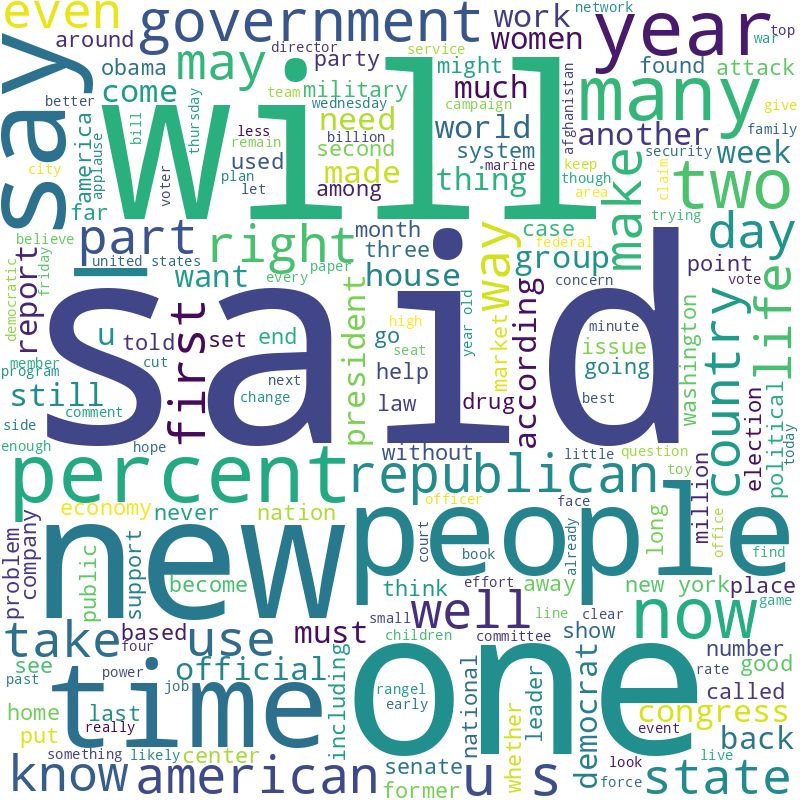 even
government
work
year
network
top
war
around
director
party
women
service
say
will
may
obama
come
military
might
much
found
attack
many
better
team
wednesday
campaign
afghanistan
give
bill
thursday
applause
america
less
remain
need
world
another
family
billion
second
system
marine
keep
security
week
city
voter
used
plan
let
made
among
thing
though
area
claim
make
two
far
part
right
month
way
case
trying
day
believe
united states
want
three
house
federal
group
point
democratic
friday
report
paper
every
concern
vote
life
u
told
set
end
president
high
go
seat
year old
market
according
minute
issue
going
washington
country
member
program
cut
first
said
next
help
still
comment
change
law
drug
best
side
enough
hope
without
little
question
election
political
today
percent
republican
toy
million
economy
never
nation
officer
face
long
office
find
problem
company
new
people
public
support
court
book
already
become
think
effort
away
new york
place
take
based
use
must
well
small
line
clear
now
game
four
children
committee
show
number
see
official
including
time
one
national
leader
democrat
rate
good
past
power
job
rangel
early
called
home
last
really
congress
put
event
back
something
likely
center
senate
whether
look
live
know
american
former
u s
force
state